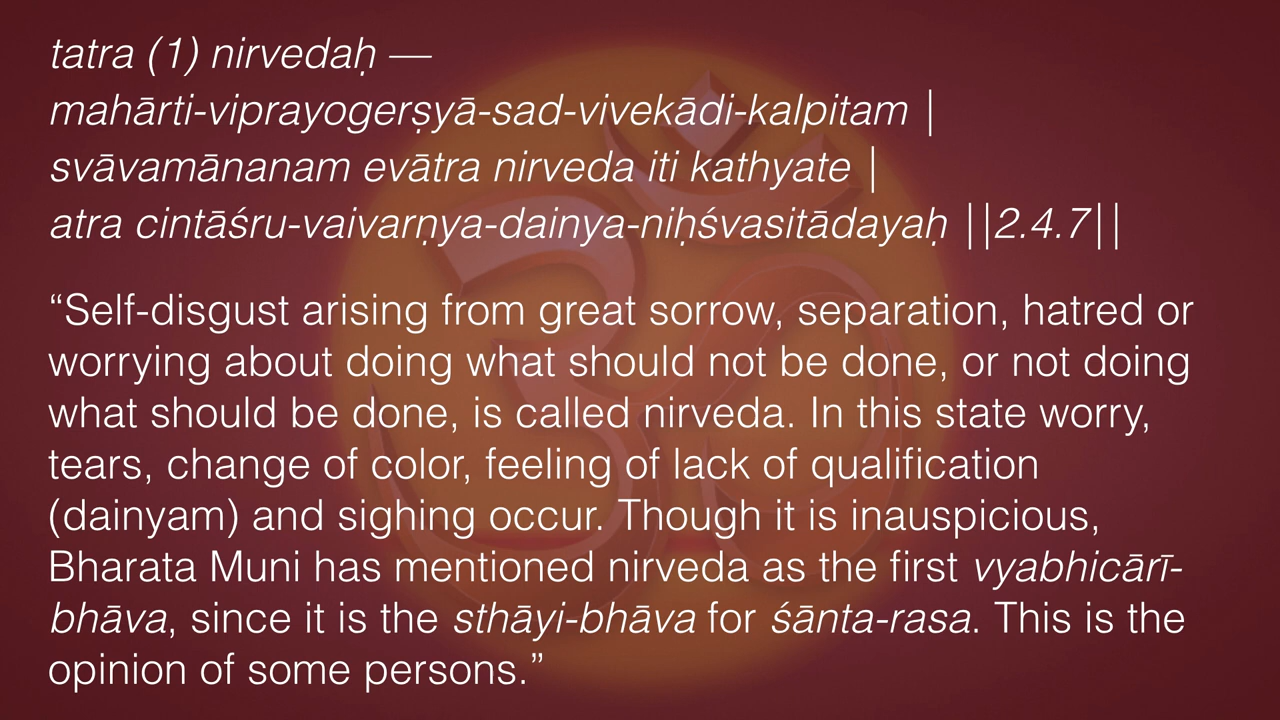 tatra (1) nirvedaḥ —
mahārti-viprayogerṣyā-sad-vivekādi-kalpitam |
svāvamānanam evātra nirveda iti kathyate |
atra cintāśru-vaivarṇya-dainya-niḥśvasitādayaḥ ||2.4.7||
“Self-disgust arising from great sorrow, separation, hatred or
worrying about doing what should not be done, or not doing
what should be done, is called nirveda. In this state worry,
tears, change of color, feeling of lack of qualification
(dainyam) and sighing occur. Though it is inauspicious,
Bharata Muni has mentioned nirveda as the first vyabhicārī-
bhāva, since it is the sthāyi-bhāva for śānta-rasa. This is the
opinion of some persons.”